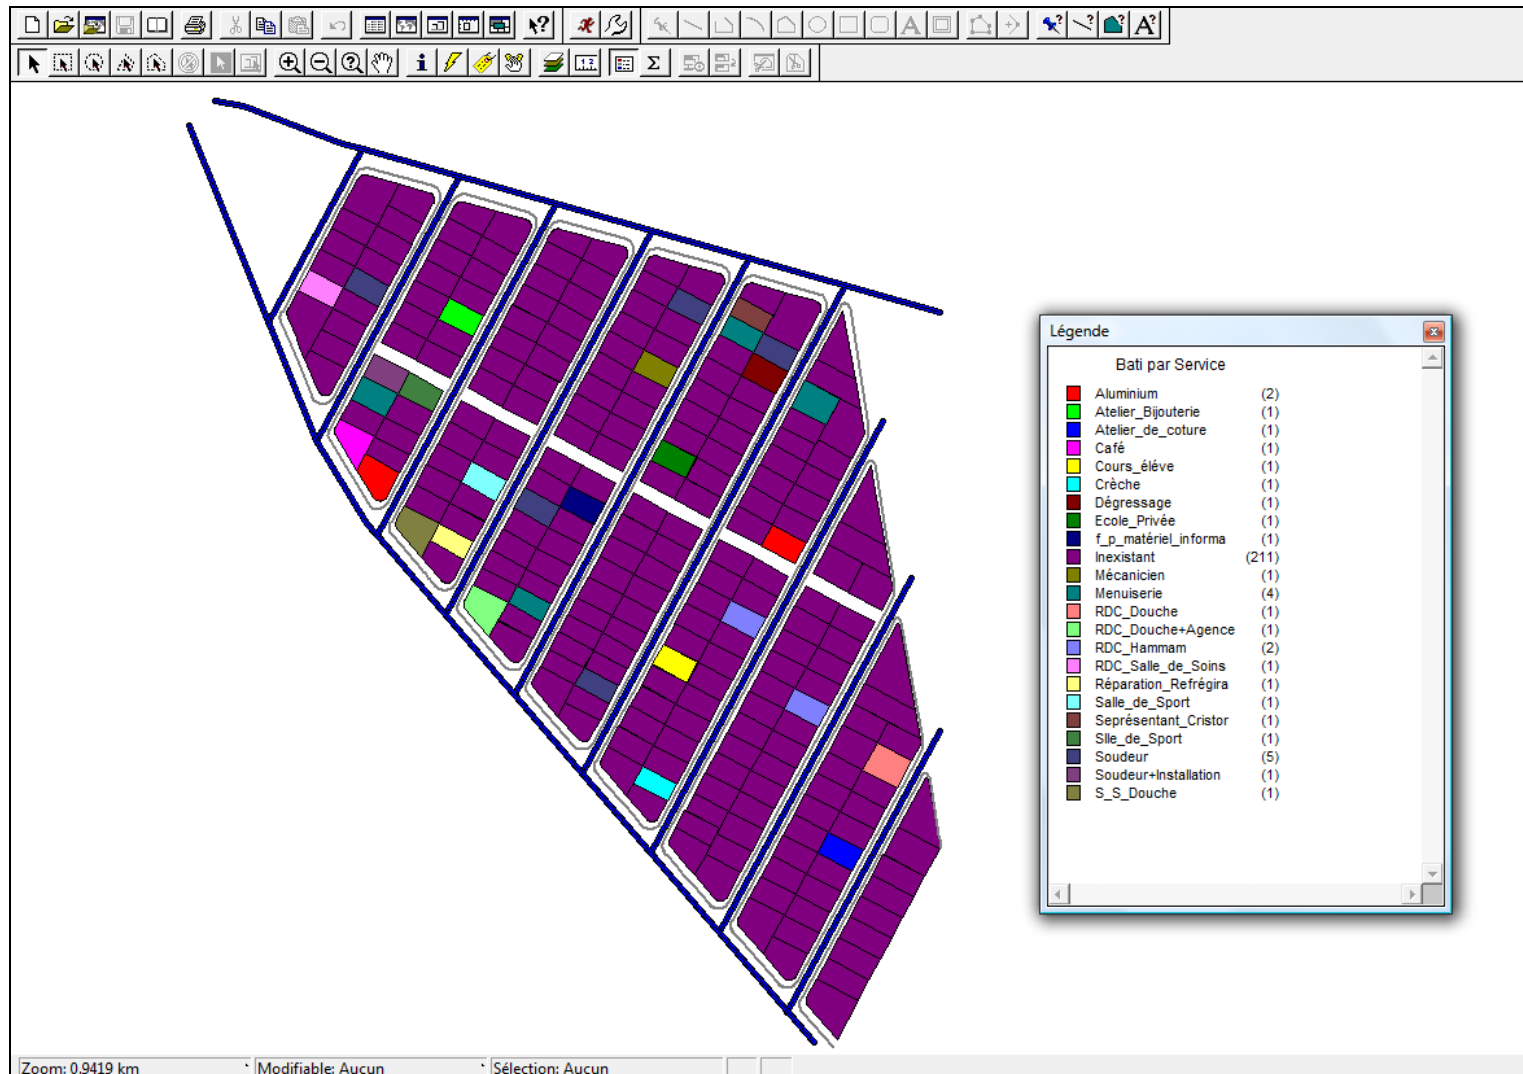 Légende
Bati par Service
Aluminium (2)
Atelier_Bijouterie (1)
Atelier_de_coture (1)
Café (1)
Cours_éléve (1)
Crèche (1)
Dégressage (1)
Ecole_Privée (1)
f_p_matériel_informa (1)
Inexistant (211)
Mécanicien (1)
Menuiserie (4)
RDC_Douche (1)
RDC_Douche+Agence (1)
RDC_Hammam (2)
RDC_Salle_de_Soins (1)
Réparation_Refrégira (1)
Salle_de_Sport (1)
Seprésentant_Cristor (1)
Slle_de_Sport (1)
Soudeur (5)
Soudeur+Installation (1)
S_S_Douche (1)
Zoom: 0.9419 km Modifiable: Aucun Sélection: Aucun